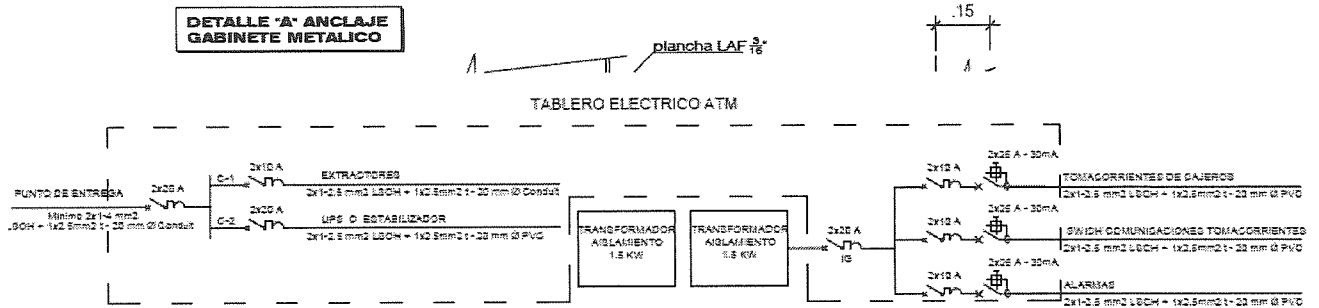 DETALLE "A" ANCLAJE
GABINETE METALICO
.15
plancha LAF 3/16"
TABLERO ELECTRICO ATM
PUNTO DE ENTREGA
Minimo 2x1-4 mm2
LSOH + 1x2.5mm2 t - 20 mm Ø Conduit
2x25 A
C-1
2x10 A
EXTRACTORES
2x1-2.5 mm2 LSOH + 1x2.5mm2 t - 20 mm Ø Conduit
C-2
2x20 A
UPS O ESTABILIZADOR
2x1-2.5 mm2 LSOH + 1x2.5mm2 t - 20 mm Ø PVC
TRANSFORMADOR
AISLAMIENTO
1.5 KW
TRANSFORMADOR
AISLAMIENTO
1.5 KW
2x20 A
IG
2x10 A
2x25 A - 30mA
TOMACORRIENTES DE CAJEROS
2x1-2.5 mm2 LSOH + 1x2.5mm2 t - 20 mm Ø PVC
2x10 A
2x25 A - 30mA
SWICH COMUNICACIONES TOMACORRIENTES
2x1-2.5 mm2 LSOH + 1x2.5mm2 t - 20 mm Ø PVC
2x10 A
2x25 A - 30mA
ALARMAS
2x1-2.5 mm2 LSOH + 1x2.5mm2 t - 20 mm Ø PVC